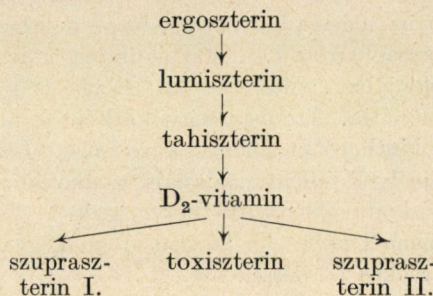 ergoszterin
lumiszterin
tahiszterin
D₂-vitamin
szuprasz- toxiszterin szuprasz-
terin I. terin II.